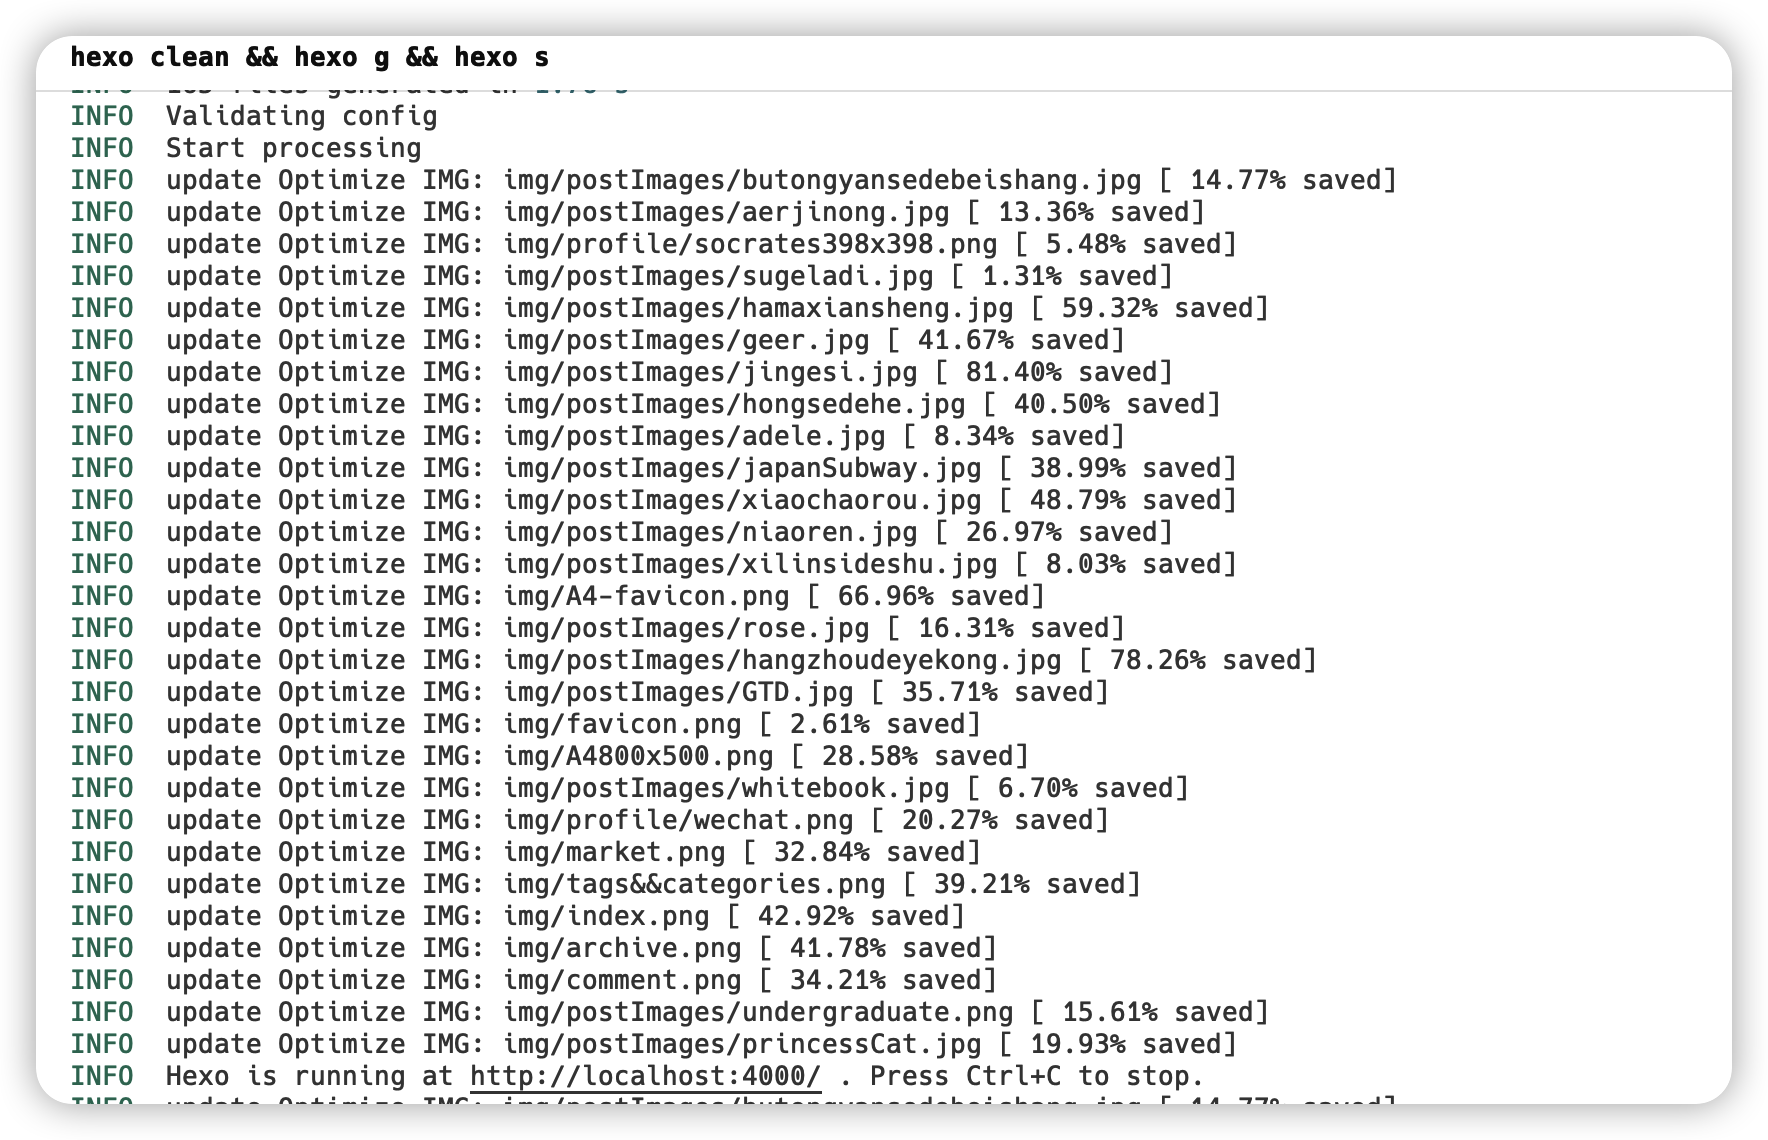 hexo clean && hexo g && hexo s
INFO files generated in s
INFO Validating config
INFO Start processing
INFO update Optimize IMG: img/postImages/butongyansedebeishang.jpg [ 14.77% saved]
INFO update Optimize IMG: img/postImages/aerjinong.jpg [ 13.36% saved]
INFO update Optimize IMG: img/profile/socrates398x398.png [ 5.48% saved]
INFO update Optimize IMG: img/postImages/sugeladi.jpg [ 1.31% saved]
INFO update Optimize IMG: img/postImages/hamaxiansheng.jpg [ 59.32% saved]
INFO update Optimize IMG: img/postImages/geer.jpg [ 41.67% saved]
INFO update Optimize IMG: img/postImages/jingesi.jpg [ 81.40% saved]
INFO update Optimize IMG: img/postImages/hongsedehe.jpg [ 40.50% saved]
INFO update Optimize IMG: img/postImages/adele.jpg [ 8.34% saved]
INFO update Optimize IMG: img/postImages/japanSubway.jpg [ 38.99% saved]
INFO update Optimize IMG: img/postImages/xiaochaorou.jpg [ 48.79% saved]
INFO update Optimize IMG: img/postImages/niaoren.jpg [ 26.97% saved]
INFO update Optimize IMG: img/postImages/xilinsideshu.jpg [ 8.03% saved]
INFO update Optimize IMG: img/A4-favicon.png [ 66.96% saved]
INFO update Optimize IMG: img/postImages/rose.jpg [ 16.31% saved]
INFO update Optimize IMG: img/postImages/hangzhoudeyekong.jpg [ 78.26% saved]
INFO update Optimize IMG: img/postImages/GTD.jpg [ 35.71% saved]
INFO update Optimize IMG: img/favicon.png [ 2.61% saved]
INFO update Optimize IMG: img/A4800x500.png [ 28.58% saved]
INFO update Optimize IMG: img/postImages/whitebook.jpg [ 6.70% saved]
INFO update Optimize IMG: img/profile/wechat.png [ 20.27% saved]
INFO update Optimize IMG: img/market.png [ 32.84% saved]
INFO update Optimize IMG: img/tags&&categories.png [ 39.21% saved]
INFO update Optimize IMG: img/index.png [ 42.92% saved]
INFO update Optimize IMG: img/archive.png [ 41.78% saved]
INFO update Optimize IMG: img/comment.png [ 34.21% saved]
INFO update Optimize IMG: img/postImages/undergraduate.png [ 15.61% saved]
INFO update Optimize IMG: img/postImages/princessCat.jpg [ 19.93% saved]
INFO Hexo is running at http://localhost:4000/ . Press Ctrl+C to stop.
INFO update Optimize IMG: img/postImages/butongyansedebeishang.jpg [ 14.77% saved]